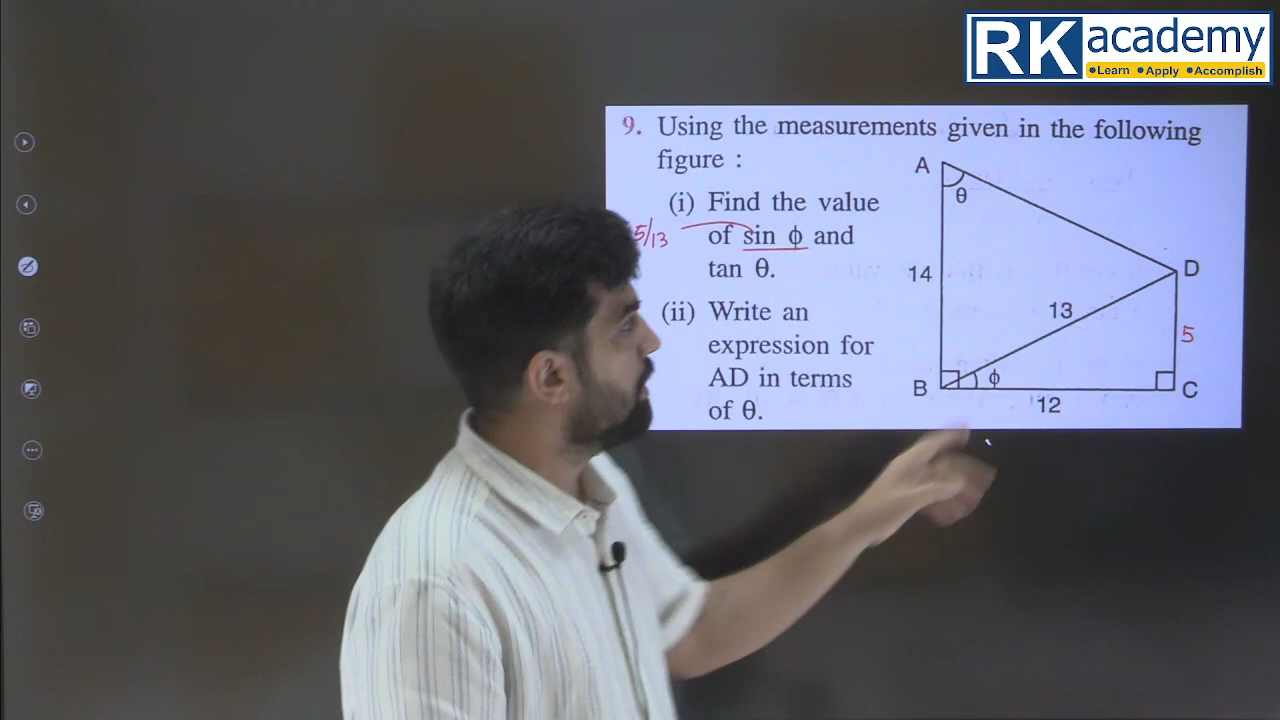 RK academy
•Learn •Apply •Accomplish
9. Using the measurements given in the following
figure :
(i) Find the value
of sin ϕ and
tan θ.
5/13
(ii) Write an
expression for
AD in terms
of θ.
A
θ
14
D
13
5
B
ϕ
C
12